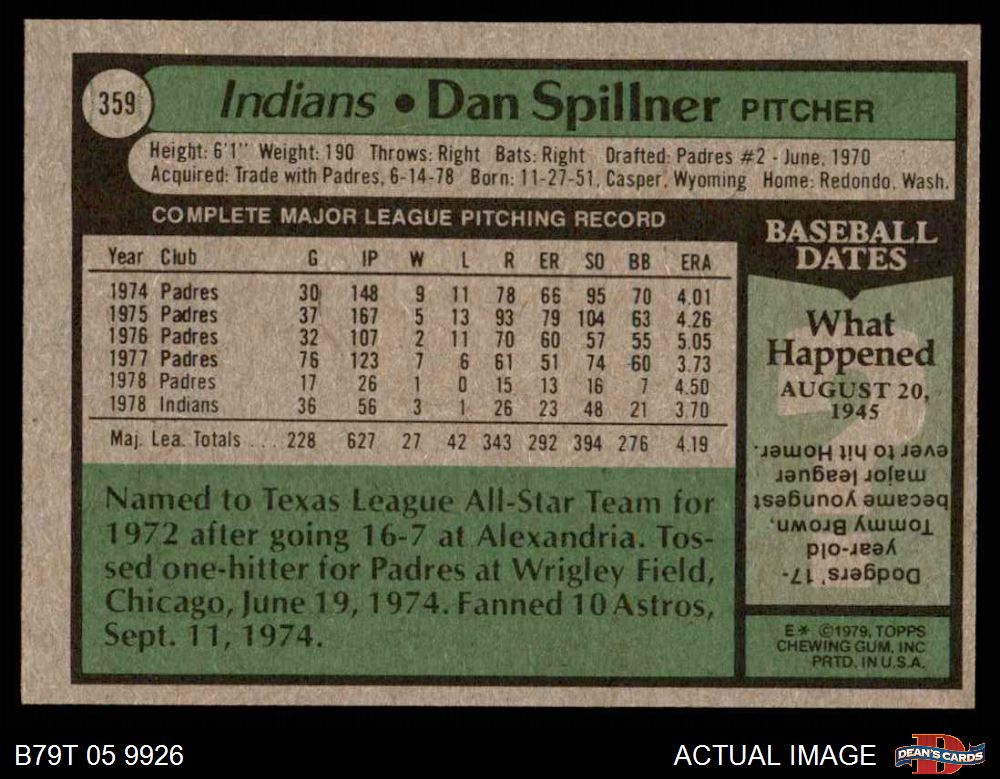 359
Indians • Dan Spillner PITCHER
Height: 6'1" Weight: 190 Throws: Right Bats: Right Drafted: Padres #2 - June, 1970
Acquired: Trade with Padres, 6-14-78 Born: 11-27-51, Casper, Wyoming Home: Redondo, Wash.
COMPLETE MAJOR LEAGUE PITCHING RECORD
Year Club G IP W L R ER SO BB ERA
1974 Padres 30 148 9 11 78 66 95 70 4.01
1975 Padres 37 167 5 13 93 79 104 63 4.26
1976 Padres 32 107 2 11 70 60 57 55 5.05
1977 Padres 76 123 7 6 61 51 74 60 3.73
1978 Padres 17 26 1 0 15 13 16 7 4.50
1978 Indians 36 56 3 1 26 23 48 21 3.70
Maj. Lea. Totals ... 228 627 27 42 343 292 394 276 4.19
Named to Texas League All-Star Team for
1972 after going 16-7 at Alexandria. Tos-
sed one-hitter for Padres at Wrigley Field,
Chicago, June 19, 1974. Fanned 10 Astros,
Sept. 11, 1974.
BASEBALL
DATES
What
Happened
AUGUST 20,
1945
Dodgers' 17-
year-old
Tommy Brown,
became youngest
major leaguer
ever to hit Homer.
E* ©1979, TOPPS
CHEWING GUM, INC
PRTD. IN U.S.A.
B79T 05 9926
ACTUAL IMAGE
DEAN'S CARDS